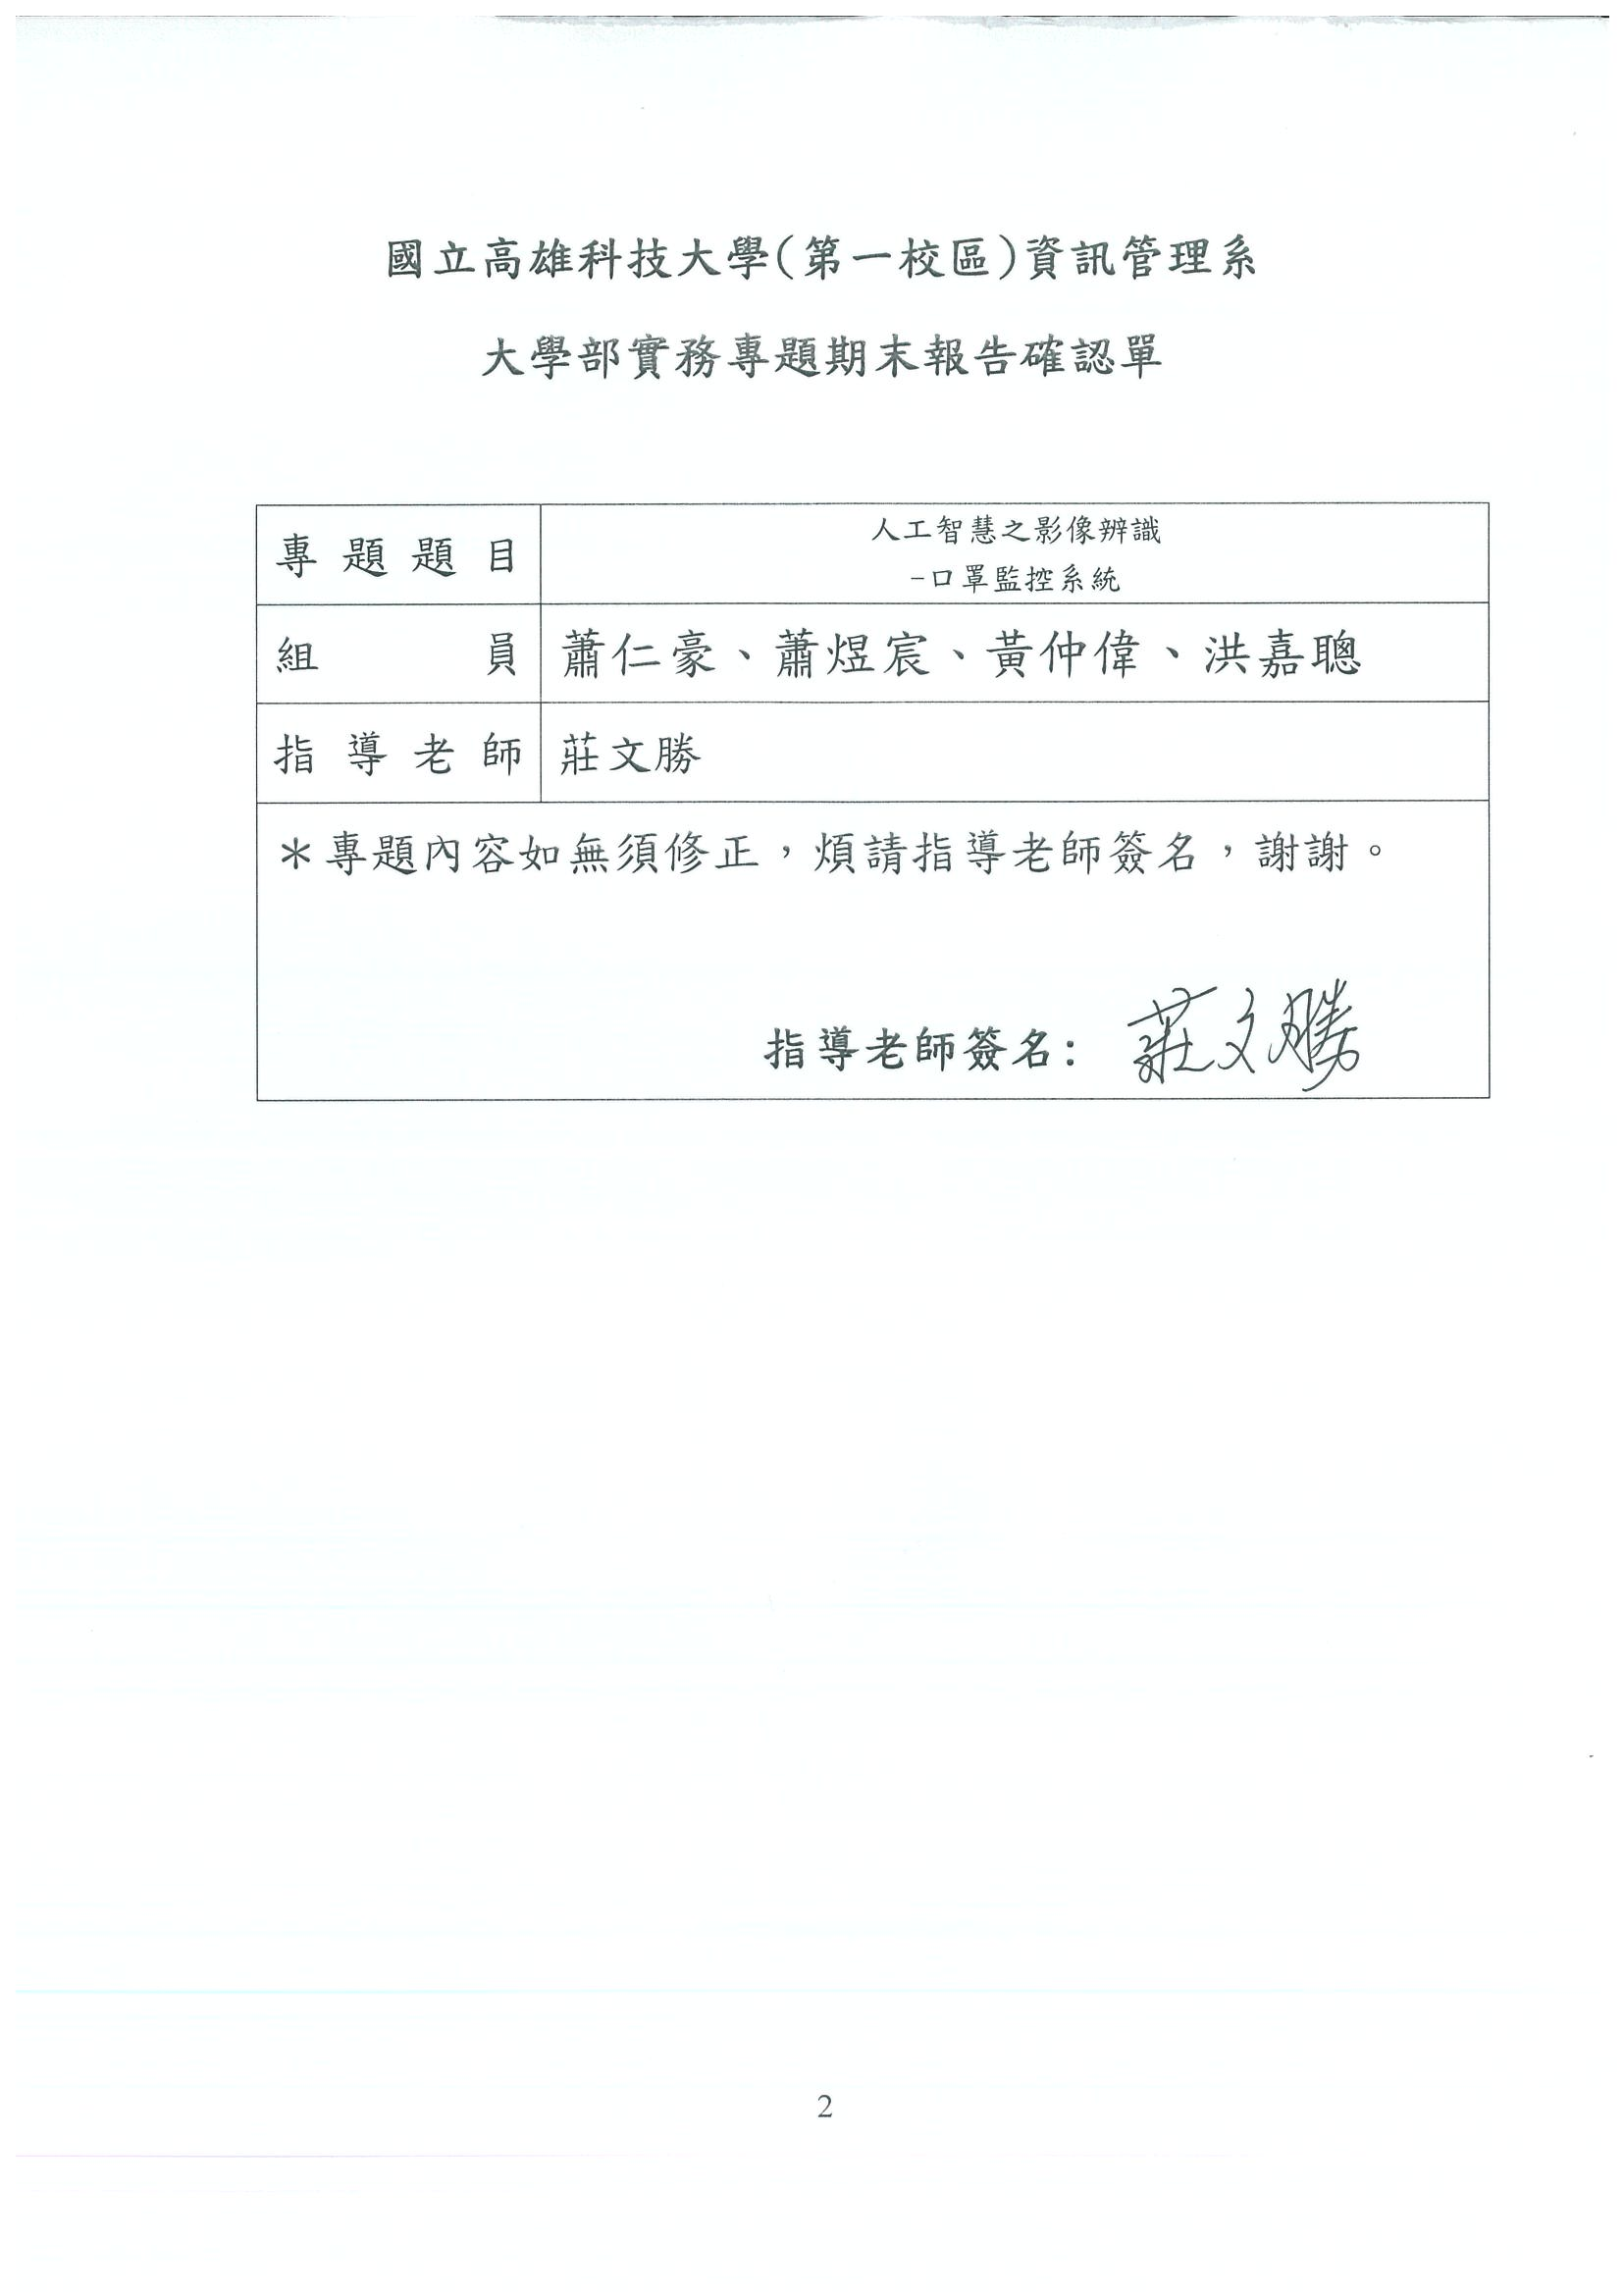 國立高雄科技大學(第一校區)資訊管理系
大學部實務專題期末報告確認單
專題題目
人工智慧之影像辨識
-口罩監控系統
組員 蕭仁豪、蕭煜宸、黃仲偉、洪嘉聰
指導老師 莊文勝
＊專題內容如無須修正，煩請指導老師簽名，謝謝。
指導老師簽名: 莊文勝
2